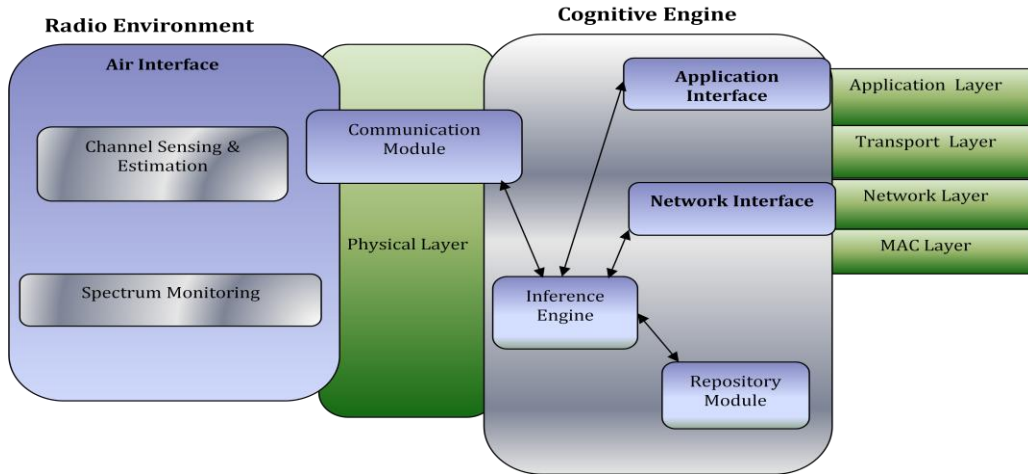 Radio Environment
Cognitive Engine
Air Interface
Channel Sensing &
Estimation
Spectrum Monitoring
Communication
Module
Physical Layer
Application
Interface
Network Interface
Inference
Engine
Repository
Module
Application Layer
Transport Layer
Network Layer
MAC Layer